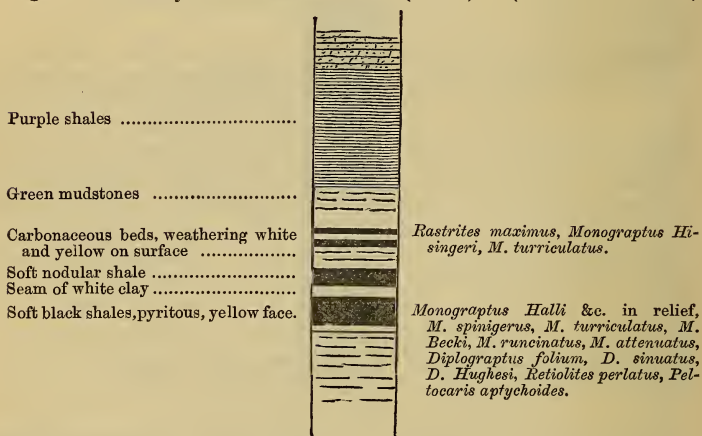 Purple shales ................................
Green mudstones ..........................
Carbonaceous beds, weathering white
and yellow on surface ..................
Soft nodular shale ..........................
Seam of white clay ..........................
Soft black shales, pyritous, yellow face.
Rastrites maximus, Monograptus Hi-
singeri, M. turriculatus.
Monograptus Halli &c. in relief,
M. spinigerus, M. turriculatus, M.
Becki, M. runcinatus, M. attenuatus,
Diplograptus folium, D. sinuatus,
D. Hughesi, Retiolites perlatus, Pel-
tocaris aptychoides.